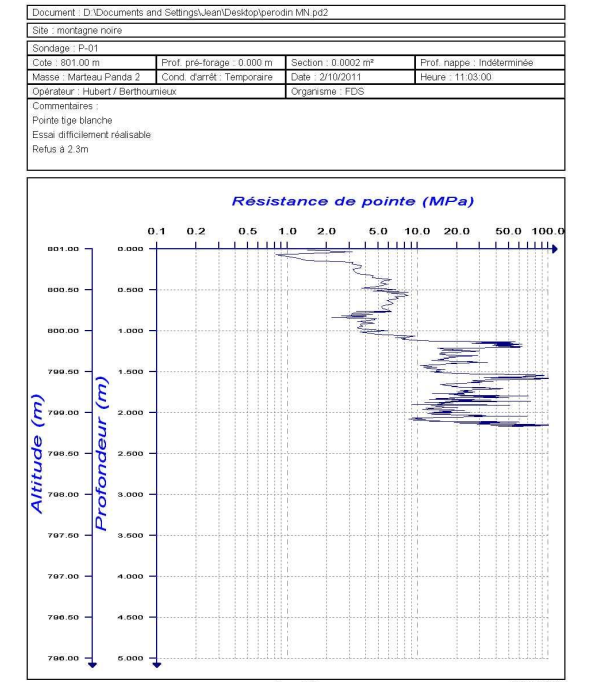 Document : D:\Documents and Settings\Jean\Desktop\perodin MN.pd2
Site : montagne noire
Sondage : P-01
Cote : 801.00 m Prof. pré-forage : 0.000 m Section : 0.0002 m² Prof. nappe : Indéterminée
Masse : Marteau Panda 2 Cond. d'arrêt : Temporaire Date : 2/10/2011 Heure : 11:03:00
Opérateur : Hubert / Berthoumieux Organisme : FDS
Commentaires :
Pointe tige blanche
Essai difficilement réalisable
Refus à 2.3m
Résistance de pointe (MPa)
0.1 0.2 0.5 1.0 2.0 5.0 10.0 20.0 50.0 100.0
801.00 0.000
800.50 0.500
800.00 1.000
799.50 1.500
799.00 2.000
798.50 2.500
798.00 3.000
797.50 3.500
797.00 4.000
796.50 4.500
796.00 5.000
Altitude (m)
Profondeur (m)